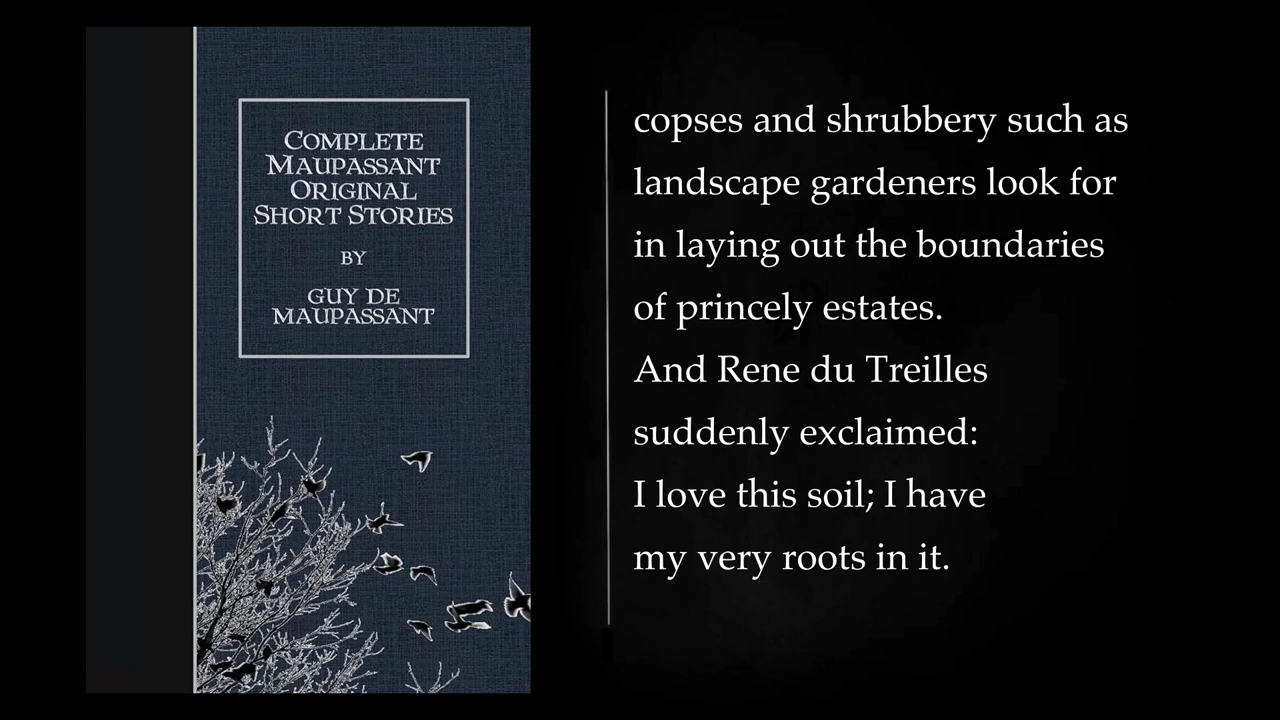 COMPLETE
MAUPASSANT
ORIGINAL
SHORT STORIES
BY
GUY DE
MAUPASSANT
copses and shrubbery such as
landscape gardeners look for
in laying out the boundaries
of princely estates.
And Rene du Treilles
suddenly exclaimed:
I love this soil; I have
my very roots in it.